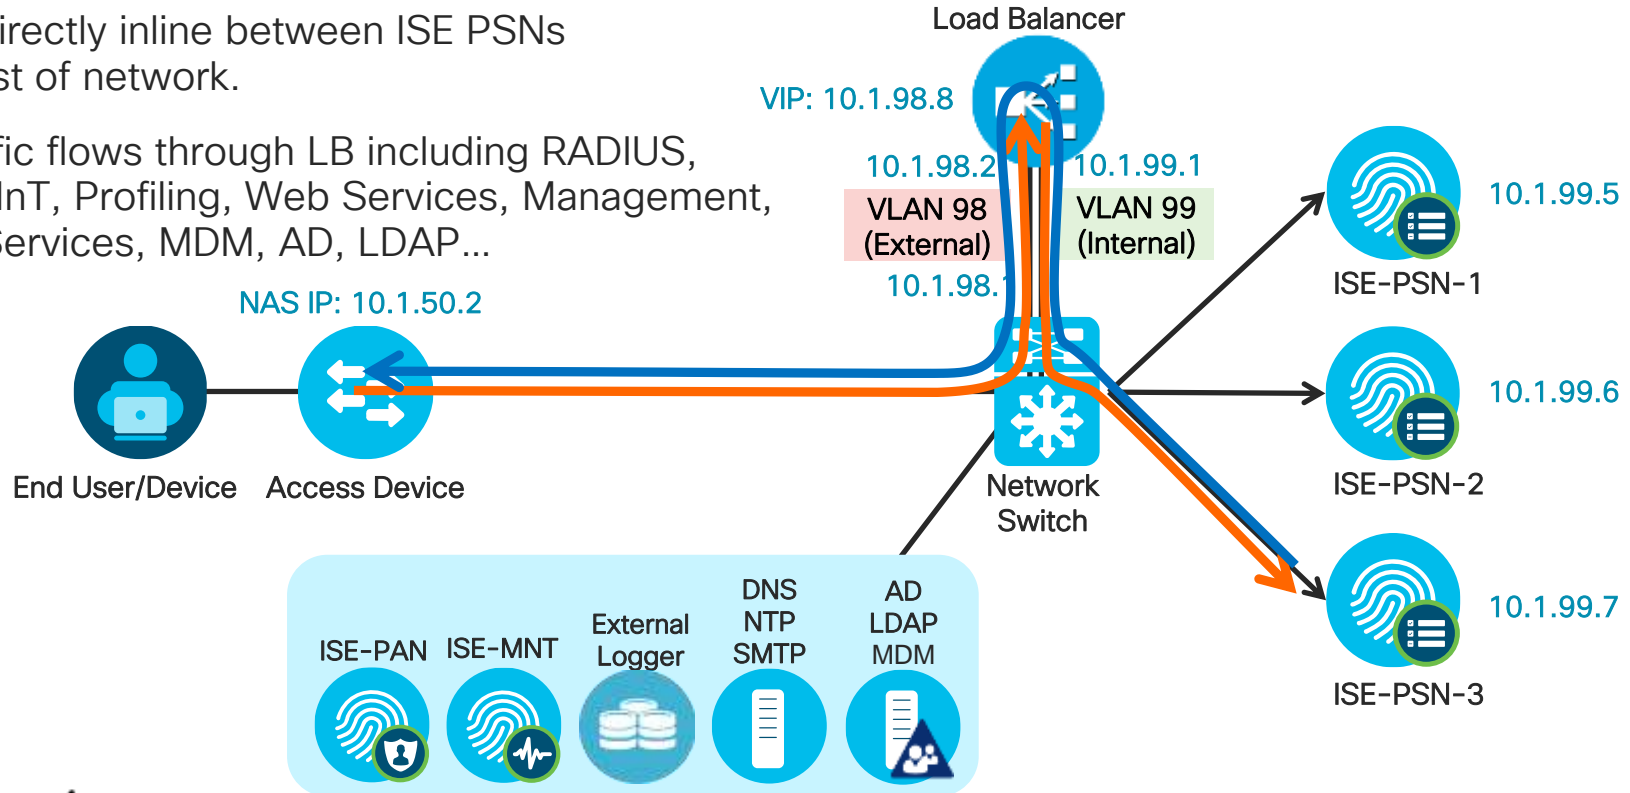 irectly inline between ISE PSNs
st of network.
fic flows through LB including RADIUS,
InT, Profiling, Web Services, Management,
Services, MDM, AD, LDAP...
Load Balancer
VIP: 10.1.98.8
10.1.98.2
10.1.99.1
VLAN 98
(External)
VLAN 99
(Internal)
10.1.98.1
NAS IP: 10.1.50.2
End User/Device
Access Device
Network
Switch
10.1.99.5
ISE-PSN-1
10.1.99.6
ISE-PSN-2
10.1.99.7
ISE-PSN-3
ISE-PAN
ISE-MNT
External
Logger
DNS
NTP
SMTP
AD
LDAP
MDM